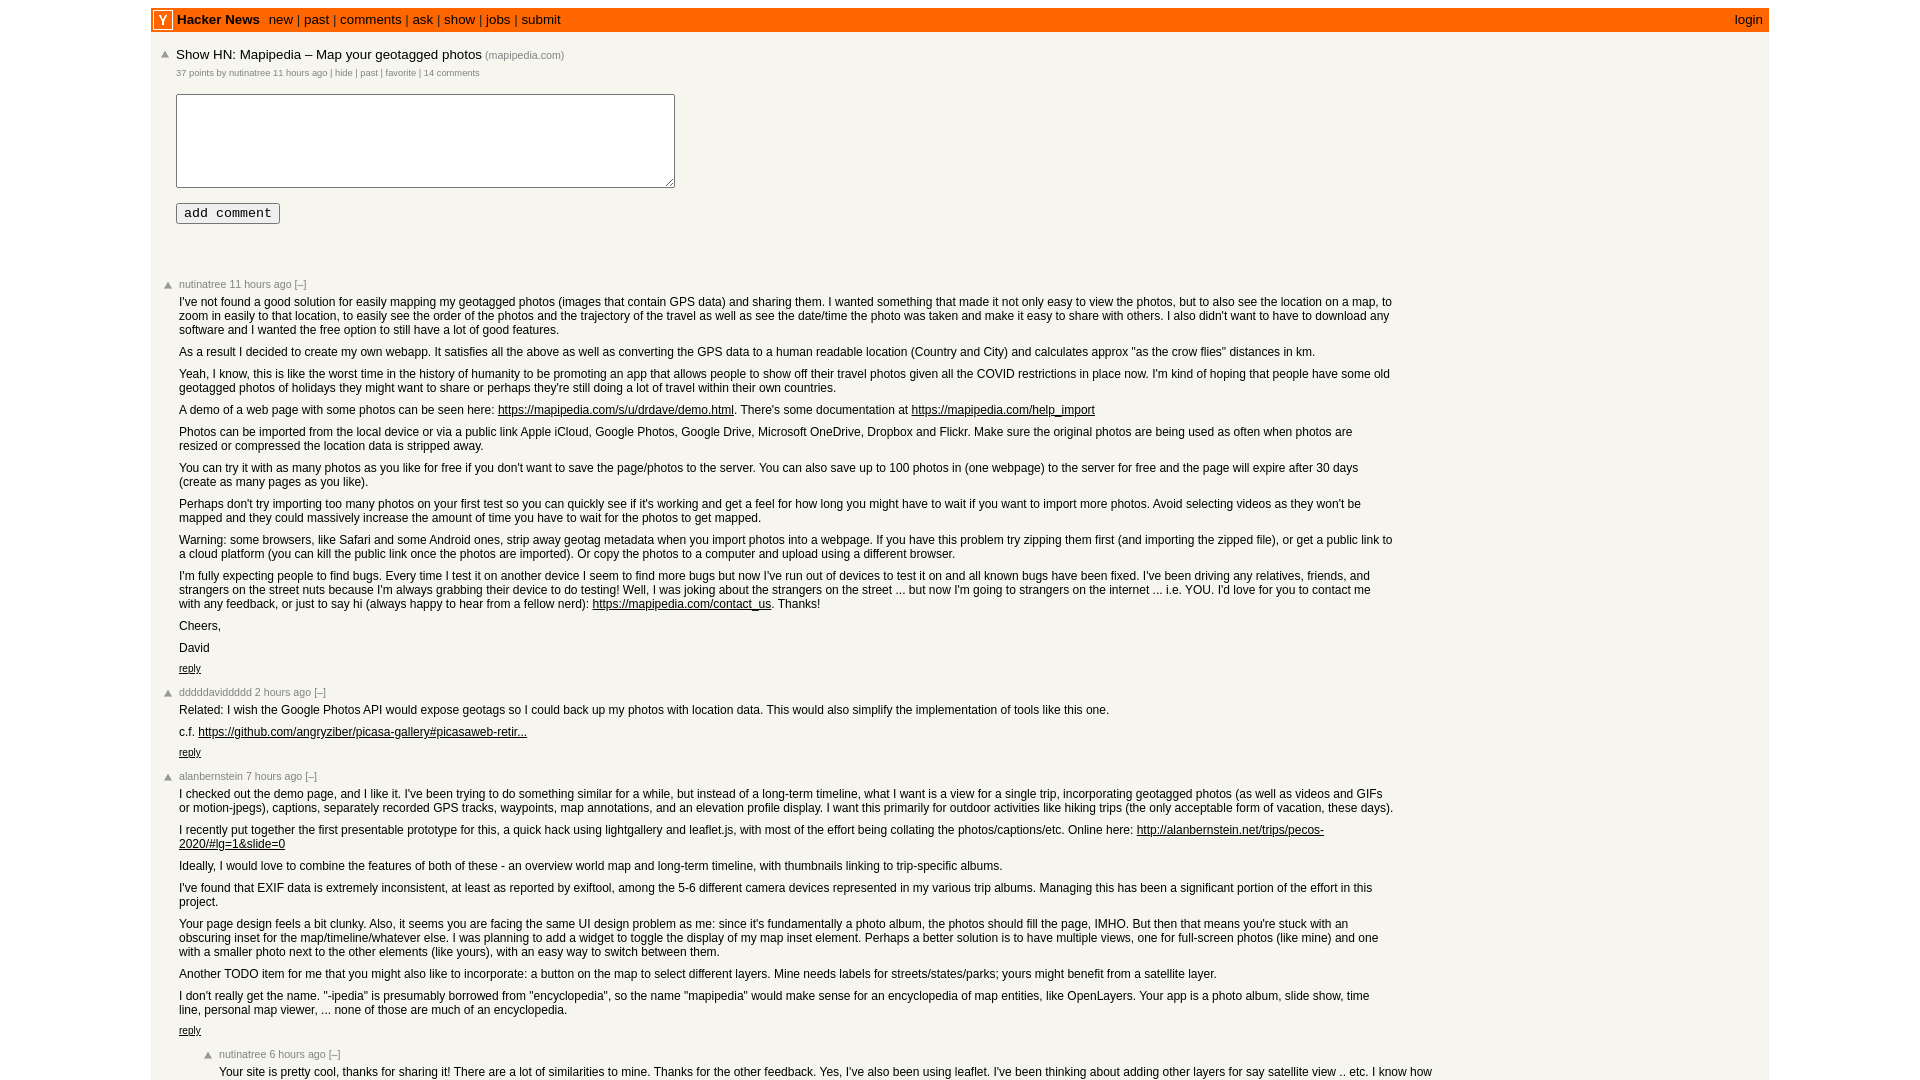 Y Hacker News new | past | comments | ask | show | jobs | submit login
Show HN: Mapipedia – Map your geotagged photos (mapipedia.com)
37 points by nutinatree 11 hours ago | hide | past | favorite | 14 comments
add comment
nutinatree 11 hours ago [–]
I've not found a good solution for easily mapping my geotagged photos (images that contain GPS data) and sharing them. I wanted something that made it not only easy to view the photos, but to also see the location on a map, to
zoom in easily to that location, to easily see the order of the photos and the trajectory of the travel as well as see the date/time the photo was taken and make it easy to share with others. I also didn't want to have to download any
software and I wanted the free option to still have a lot of good features.
As a result I decided to create my own webapp. It satisfies all the above as well as converting the GPS data to a human readable location (Country and City) and calculates approx "as the crow flies" distances in km.
Yeah, I know, this is like the worst time in the history of humanity to be promoting an app that allows people to show off their travel photos given all the COVID restrictions in place now. I'm kind of hoping that people have some old
geotagged photos of holidays they might want to share or perhaps they're still doing a lot of travel within their own countries.
A demo of a web page with some photos can be seen here: https://mapipedia.com/s/u/drdave/demo.html. There's some documentation at https://mapipedia.com/help_import
Photos can be imported from the local device or via a public link Apple iCloud, Google Photos, Google Drive, Microsoft OneDrive, Dropbox and Flickr. Make sure the original photos are being used as often when photos are
resized or compressed the location data is stripped away.
You can try it with as many photos as you like for free if you don't want to save the page/photos to the server. You can also save up to 100 photos in (one webpage) to the server for free and the page will expire after 30 days
(create as many pages as you like).
Perhaps don't try importing too many photos on your first test so you can quickly see if it's working and get a feel for how long you might have to wait if you want to import more photos. Avoid selecting videos as they won't be
mapped and they could massively increase the amount of time you have to wait for the photos to get mapped.
Warning: some browsers, like Safari and some Android ones, strip away geotag metadata when you import photos into a webpage. If you have this problem try zipping them first (and importing the zipped file), or get a public link to
a cloud platform (you can kill the public link once the photos are imported). Or copy the photos to a computer and upload using a different browser.
I'm fully expecting people to find bugs. Every time I test it on another device I seem to find more bugs but now I've run out of devices to test it on and all known bugs have been fixed. I've been driving any relatives, friends, and
strangers on the street nuts because I'm always grabbing their device to do testing! Well, I was joking about the strangers on the street ... but now I'm going to strangers on the internet ... i.e. YOU. I'd love for you to contact me
with any feedback, or just to say hi (always happy to hear from a fellow nerd): https://mapipedia.com/contact_us. Thanks!
Cheers,
David
reply
dddddaviddddd 2 hours ago [–]
Related: I wish the Google Photos API would expose geotags so I could back up my photos with location data. This would also simplify the implementation of tools like this one.
c.f. https://github.com/angryziber/picasa-gallery#picasaweb-retir...
reply
alanbernstein 7 hours ago [–]
I checked out the demo page, and I like it. I've been trying to do something similar for a while, but instead of a long-term timeline, what I want is a view for a single trip, incorporating geotagged photos (as well as videos and GIFs
or motion-jpegs), captions, separately recorded GPS tracks, waypoints, map annotations, and an elevation profile display. I want this primarily for outdoor activities like hiking trips (the only acceptable form of vacation, these days).
I recently put together the first presentable prototype for this, a quick hack using lightgallery and leaflet.js, with most of the effort being collating the photos/captions/etc. Online here: http://alanbernstein.net/trips/pecos-
2020/#lg=1&slide=0
Ideally, I would love to combine the features of both of these - an overview world map and long-term timeline, with thumbnails linking to trip-specific albums.
I've found that EXIF data is extremely inconsistent, at least as reported by exiftool, among the 5-6 different camera devices represented in my various trip albums. Managing this has been a significant portion of the effort in this
project.
Your page design feels a bit clunky. Also, it seems you are facing the same UI design problem as me: since it's fundamentally a photo album, the photos should fill the page, IMHO. But then that means you're stuck with an
obscuring inset for the map/timeline/whatever else. I was planning to add a widget to toggle the display of my map inset element. Perhaps a better solution is to have multiple views, one for full-screen photos (like mine) and one
with a smaller photo next to the other elements (like yours), with an easy way to switch between them.
Another TODO item for me that you might also like to incorporate: a button on the map to select different layers. Mine needs labels for streets/states/parks; yours might benefit from a satellite layer.
I don't really get the name. "-ipedia" is presumably borrowed from "encyclopedia", so the name "mapipedia" would make sense for an encyclopedia of map entities, like OpenLayers. Your app is a photo album, slide show, time
line, personal map viewer, ... none of those are much of an encyclopedia.
reply
nutinatree 6 hours ago [–]
Your site is pretty cool, thanks for sharing it! There are a lot of similarities to mine. Thanks for the other feedback. Yes, I've also been using leaflet. I've been thinking about adding other layers for say satellite view .. etc. I know how